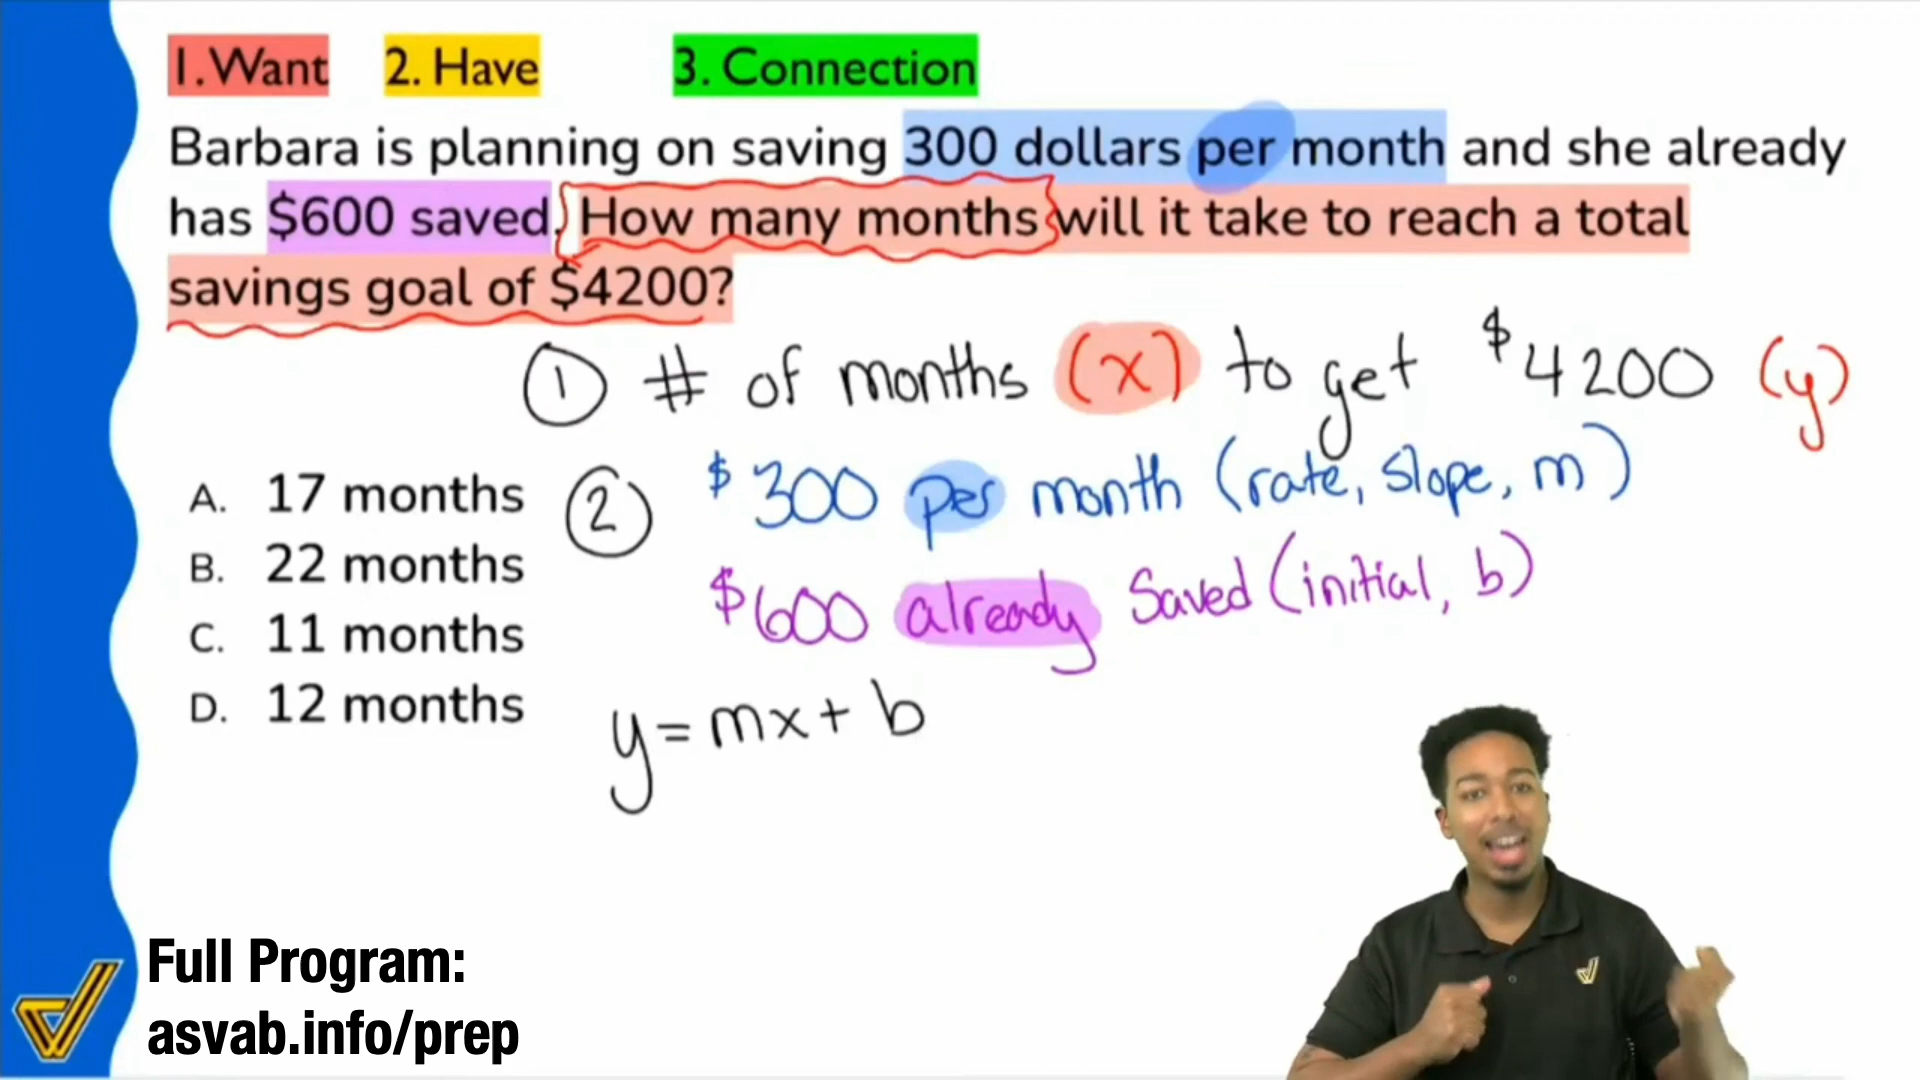 1. Want 2. Have 3. Connection
Barbara is planning on saving 300 dollars per month and she already
has $600 saved. How many months will it take to reach a total
savings goal of $4200?
① # of months (x) to get $4200 (y)
A. 17 months
② $300 per month (rate, slope, m)
B. 22 months
$600 already Saved (initial, b)
C. 11 months
D. 12 months
y = mx + b
Full Program:
asvab.info/prep